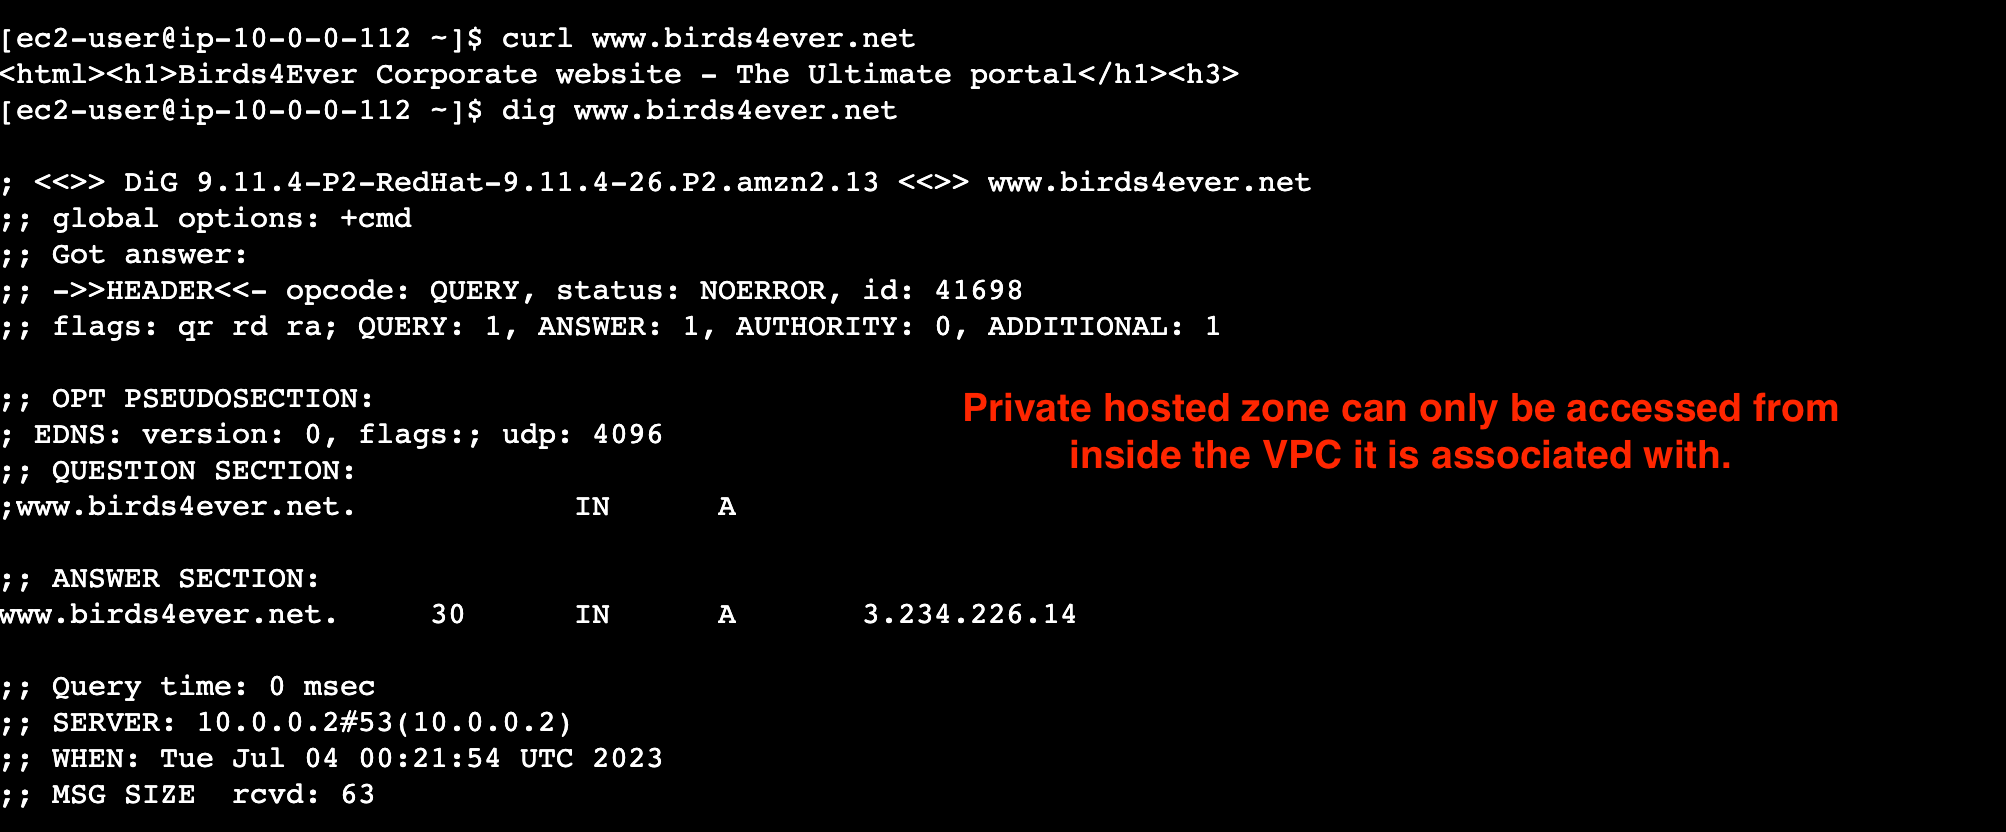 [ec2-user@ip-10-0-0-112 ~]$ curl www.birds4ever.net
<html><h1>Birds4Ever Corporate website - The Ultimate portal</h1><h3>
[ec2-user@ip-10-0-0-112 ~]$ dig www.birds4ever.net
; <<>> DiG 9.11.4-P2-RedHat-9.11.4-26.P2.amzn2.13 <<>> www.birds4ever.net
;; global options: +cmd
;; Got answer:
;; ->>HEADER<<- opcode: QUERY, status: NOERROR, id: 41698
;; flags: qr rd ra; QUERY: 1, ANSWER: 1, AUTHORITY: 0, ADDITIONAL: 1
;; OPT PSEUDOSECTION:
; EDNS: version: 0, flags:; udp: 4096
;; QUESTION SECTION:
;www.birds4ever.net. IN A
Private hosted zone can only be accessed from
inside the VPC it is associated with.
;; ANSWER SECTION:
www.birds4ever.net. 30 IN A 3.234.226.14
;; Query time: 0 msec
;; SERVER: 10.0.0.2#53(10.0.0.2)
;; WHEN: Tue Jul 04 00:21:54 UTC 2023
;; MSG SIZE rcvd: 63